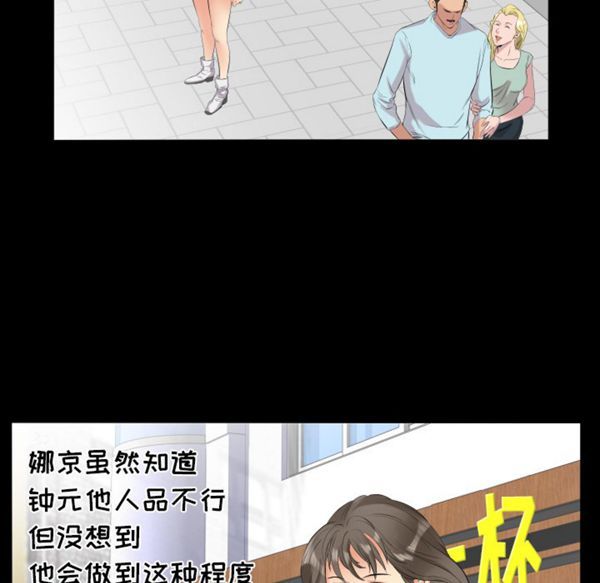 娜京虽然知道
钟元他人品不行
但没想到
他会做到这种程度
杯